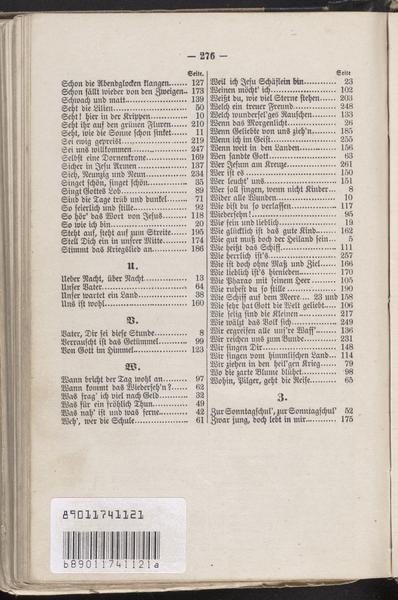 — 276 —
Seite.
Schon die Abendglocken klangen 127
Schon fällt wieder von den Zweigen 173
Schwach und matt 139
Seht die Lilien 50
Seht! hier in der Krippen 10
Seht ihr auf den grünen Fluren 210
Seht, wie die Sonne schon sinket 11
Sei ewig gepreist 219
Sei uns willkommen 247
Selbst eine Dornenkrone 169
Sicher in Jesu Armen 137
Sieh, Neunzig und Neun 234
Singet schön, singet schön 35
Singt Gottes Lob 89
Sind die Tage trüb und dunkel 71
So feierlich und stille 92
So hör' das Wort von Jesus 118
So wie ich bin 20
Steht auf, steht auf zum Streite 195
Stell Dich ein in unsrer Mitte 174
Stimmt das Kriegslied an 186
U.
Ueber Nacht, über Nacht 13
Unser Vater 64
Unser wartet ein Land 38
Uns ist wohl 160
V.
Vater, Dir sei diese Stunde 8
Verrauscht ist das Getümmel 99
Von Gott im Himmel 123
W.
Wann bricht der Tag wohl an 97
Wann kommst das Wiederseh'n? 62
Was frag' ich viel nach Geld 32
Was für ein fröhlich Thun 49
Was nah' ist und was ferne 42
Weh', wer die Schule 61
Seite
Weil ich Jesu Schäflein bin 23
Weinen möcht' ich 102
Weißt du, wie viel Sterne stehen 203
Welch ein treuer Freund 248
Welch wundersel'ges Rauschen 133
Wenn das Morgenlicht 26
Wenn Geliebte von uns zieh'n 185
Wenn ich im Geist 255
Wenn weit in den Landen 156
Wen sandte Gott 63
Wer Jesum am Kreuze 261
Wer ist es 150
Wer leucht' uns 151
Wer soll singen, wenn nicht Kinder 8
Wider alle Wunden 10
Wie bist du so verlassen 117
Wiedersehen! 95
Wie fein und lieblich 19
Wie glücklich ist das gute Kind 162
Wie gut muß doch der Heiland sein 5
Wie heißt das Schiff 111
Wie herrlich ist's 257
Wie ist doch ohne Maß und Ziel 166
Wie lieblich ist's hienieden 170
Wie Pharao mit seinem Heer 105
Wie ruhest du so stille 190
Wie Schiff auf dem Meere 23 und 158
Wie sehr hat Gott die Welt geliebt 106
Wie selig sind die Kleinen 217
Wie wälzt das Volk sich 249
Wir ergreifen alle uns're Waff' 136
Wir reichen uns zum Bunde 231
Wir singen Dir 148
Wir singen vom himmlischen Land 114
Wir ziehen in den heil'gen Krieg 79
Wo die zarte Blume blühet 98
Wohin, Pilger, geht die Reise 65
Z.
Zur Sonntagschul', zur Sonntagschul' 52
Zwar jung, doch lebt in mir 175
89011741121
b89011741121a